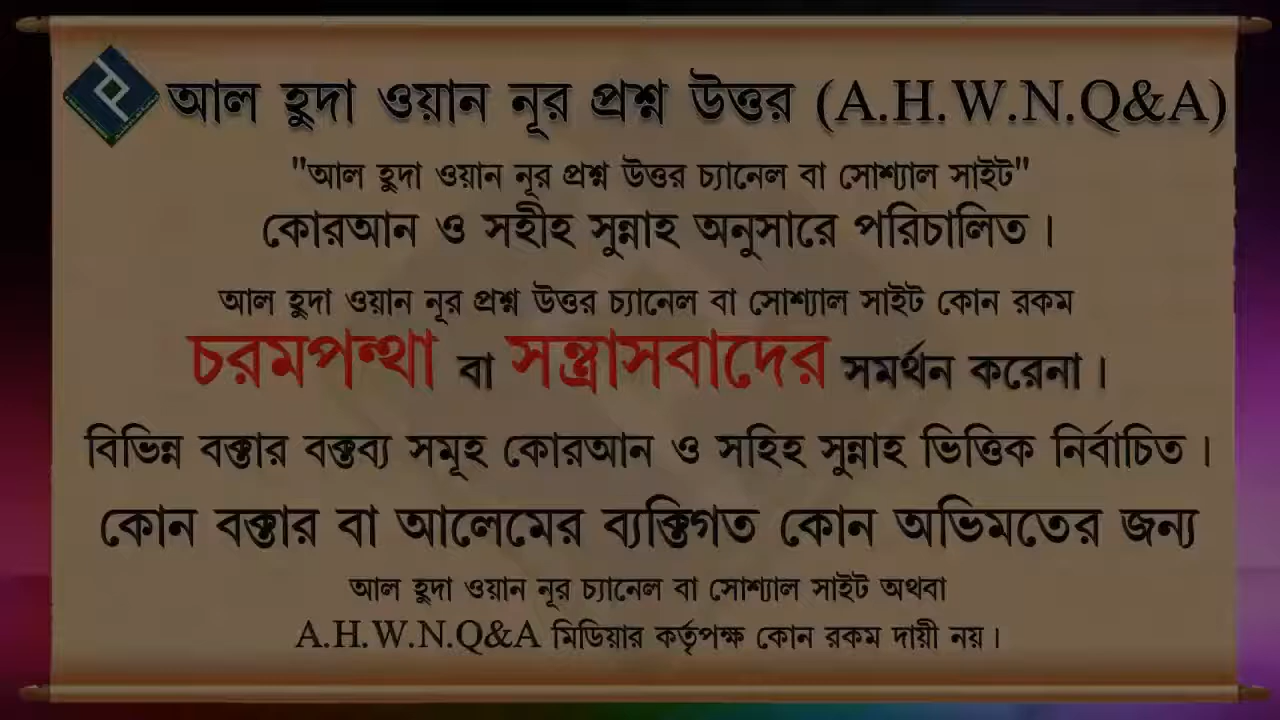 আল হুদা ওয়ান নূর প্রশ্ন উত্তর (A.H.W.N.Q&A)
"আল হুদা ওয়ান নূর প্রশ্ন উত্তর চ্যানেল বা সোশ্যাল সাইট"
কোরআন ও সহীহ সুন্নাহ অনুসারে পরিচালিত ।
আল হুদা ওয়ান নূর প্রশ্ন উত্তর চ্যানেল বা সোশ্যাল সাইট কোন রকম
চরমপন্থা বা সন্ত্রাসবাদের সমর্থন করেনা ।
বিভিন্ন বক্তার বক্তব্য সমূহ কোরআন ও সহিহ সুন্নাহ ভিত্তিক নির্বাচিত ।
কোন বক্তার বা আলেমের ব্যক্তিগত কোন অভিমতের জন্য
আল হুদা ওয়ান নূর চ্যানেল বা সোশ্যাল সাইট অথবা
A.H.W.N.Q&A মিডিয়ার কর্তৃপক্ষ কোন রকম দায়ী নয় ।